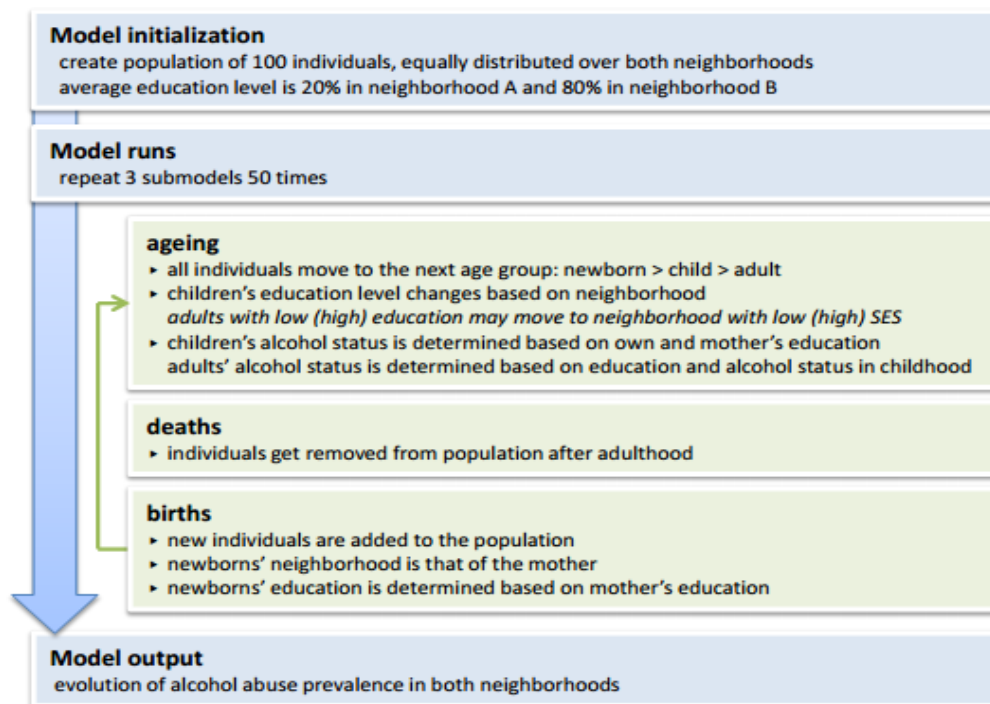 Model initialization
create population of 100 individuals, equally distributed over both neighborhoods
average education level is 20% in neighborhood A and 80% in neighborhood B
Model runs
repeat 3 submodels 50 times
ageing
▸ all individuals move to the next age group: newborn > child > adult
▸ children's education level changes based on neighborhood
adults with low (high) education may move to neighborhood with low (high) SES
▸ children's alcohol status is determined based on own and mother's education
adults' alcohol status is determined based on education and alcohol status in childhood
deaths
▸ individuals get removed from population after adulthood
births
▸ new individuals are added to the population
▸ newborns' neighborhood is that of the mother
▸ newborns' education is determined based on mother's education
Model output
evolution of alcohol abuse prevalence in both neighborhoods